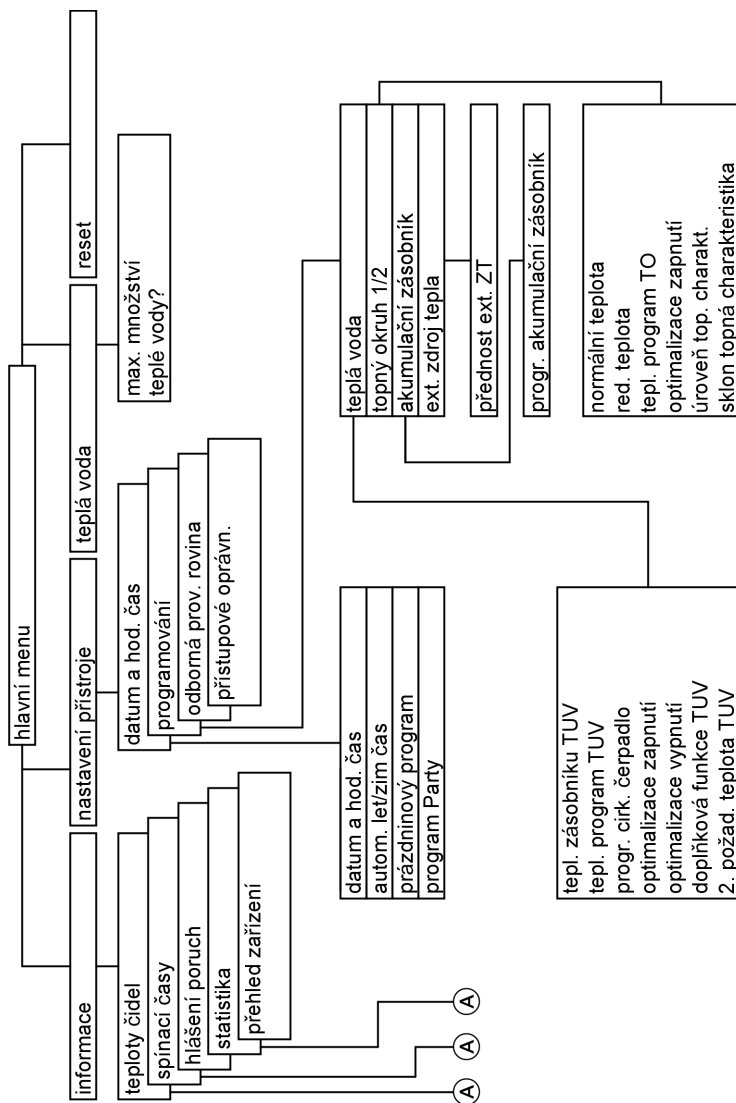 hlavní menu
informace
nastavení přístroje
teplá voda
reset
teploty čidel
spínací časy
hlášení poruch
statistika
přehled zařízení
datum a hod. čas
programování
odborná prov. rovina
přístupové oprávn.
max. množství
teplé vody?
A
A
A
datum a hod. čas
autom. let/zim čas
prázdninový program
program Party
teplá voda
topný okruh 1/2
akumulační zásobník
ext. zdroj tepla
přednost ext. ZT
progr. akumulační zásobník
tepl. zásobníku TUV
tepl. program TUV
progr. cirk. čerpadlo
optimalizace zapnutí
optimalizace vypnutí
doplňková funkce TUV
2. požad. teplota TUV
normální teplota
red. teplota
tepl. program TO
optimalizace zapnutí
úroveň top. charakt.
sklon topná charakteristika